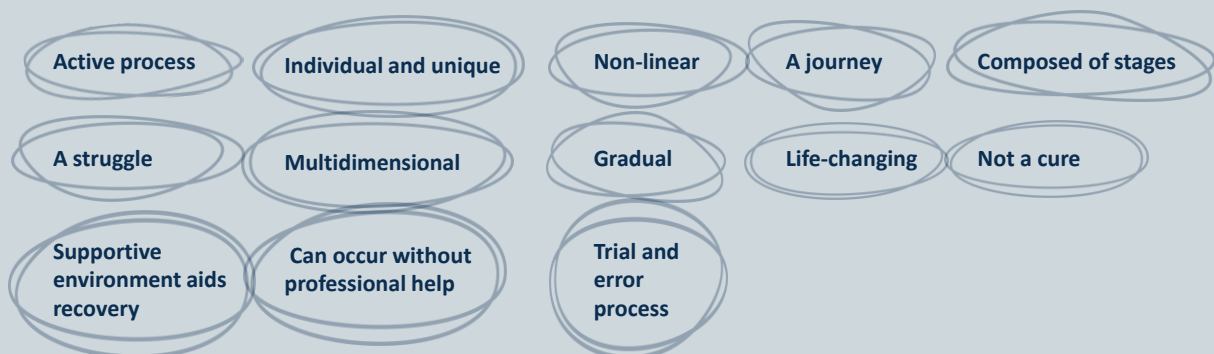 Active process
Individual and unique
Non-linear
A journey
Composed of stages
A struggle
Multidimensional
Gradual
Life-changing
Not a cure
Supportive
environment aids
recovery
Can occur without
professional help
Trial and
error
process